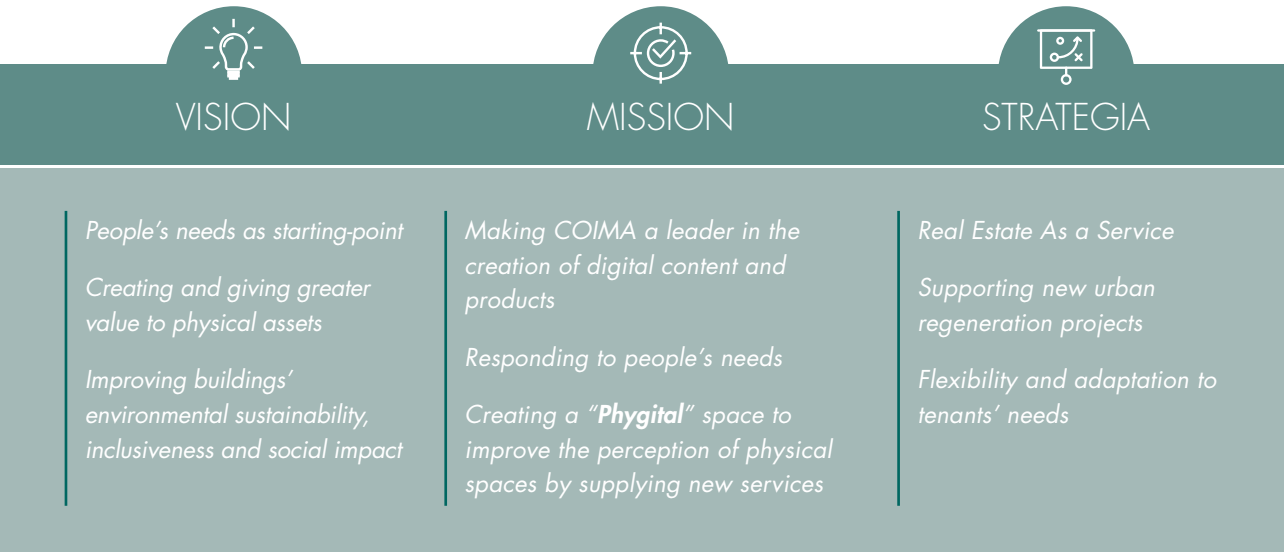 VISION
MISSION
STRATEGIA
People’s needs as starting-point
Creating and giving greater
value to physical assets
Improving buildings’
environmental sustainability,
inclusiveness and social impact
Making COIMA a leader in the
creation of digital content and
products
Responding to people’s needs
Creating a “Phygital” space to
improve the perception of physical
spaces by supplying new services
Real Estate As a Service
Supporting new urban
regeneration projects
Flexibility and adaptation to
tenants’ needs